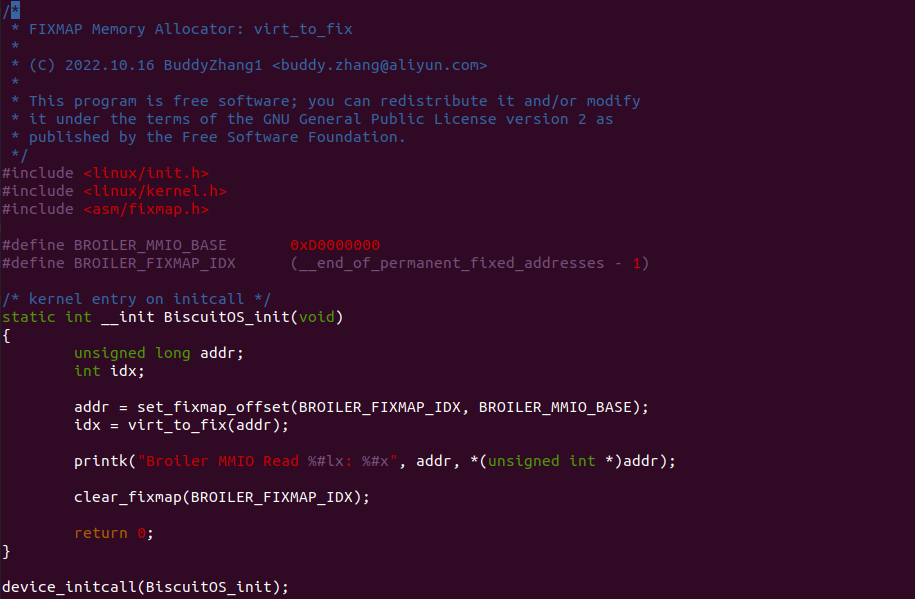 /*
 * FIXMAP Memory Allocator: virt_to_fix
 *
 * (C) 2022.10.16 BuddyZhang1 <buddy.zhang@aliyun.com>
 *
 * This program is free software; you can redistribute it and/or modify
 * it under the terms of the GNU General Public License version 2 as
 * published by the Free Software Foundation.
 */
#include <linux/init.h>
#include <linux/kernel.h>
#include <asm/fixmap.h>

#define BROILER_MMIO_BASE       0xD0000000
#define BROILER_FIXMAP_IDX      (__end_of_permanent_fixed_addresses - 1)

/* kernel entry on initcall */
static int __init BiscuitOS_init(void)
{
        unsigned long addr;
        int idx;

        addr = set_fixmap_offset(BROILER_FIXMAP_IDX, BROILER_MMIO_BASE);
        idx = virt_to_fix(addr);

        printk("Broiler MMIO Read %#lx: %#x", addr, *(unsigned int *)addr);

        clear_fixmap(BROILER_FIXMAP_IDX);

        return 0;
}

device_initcall(BiscuitOS_init);